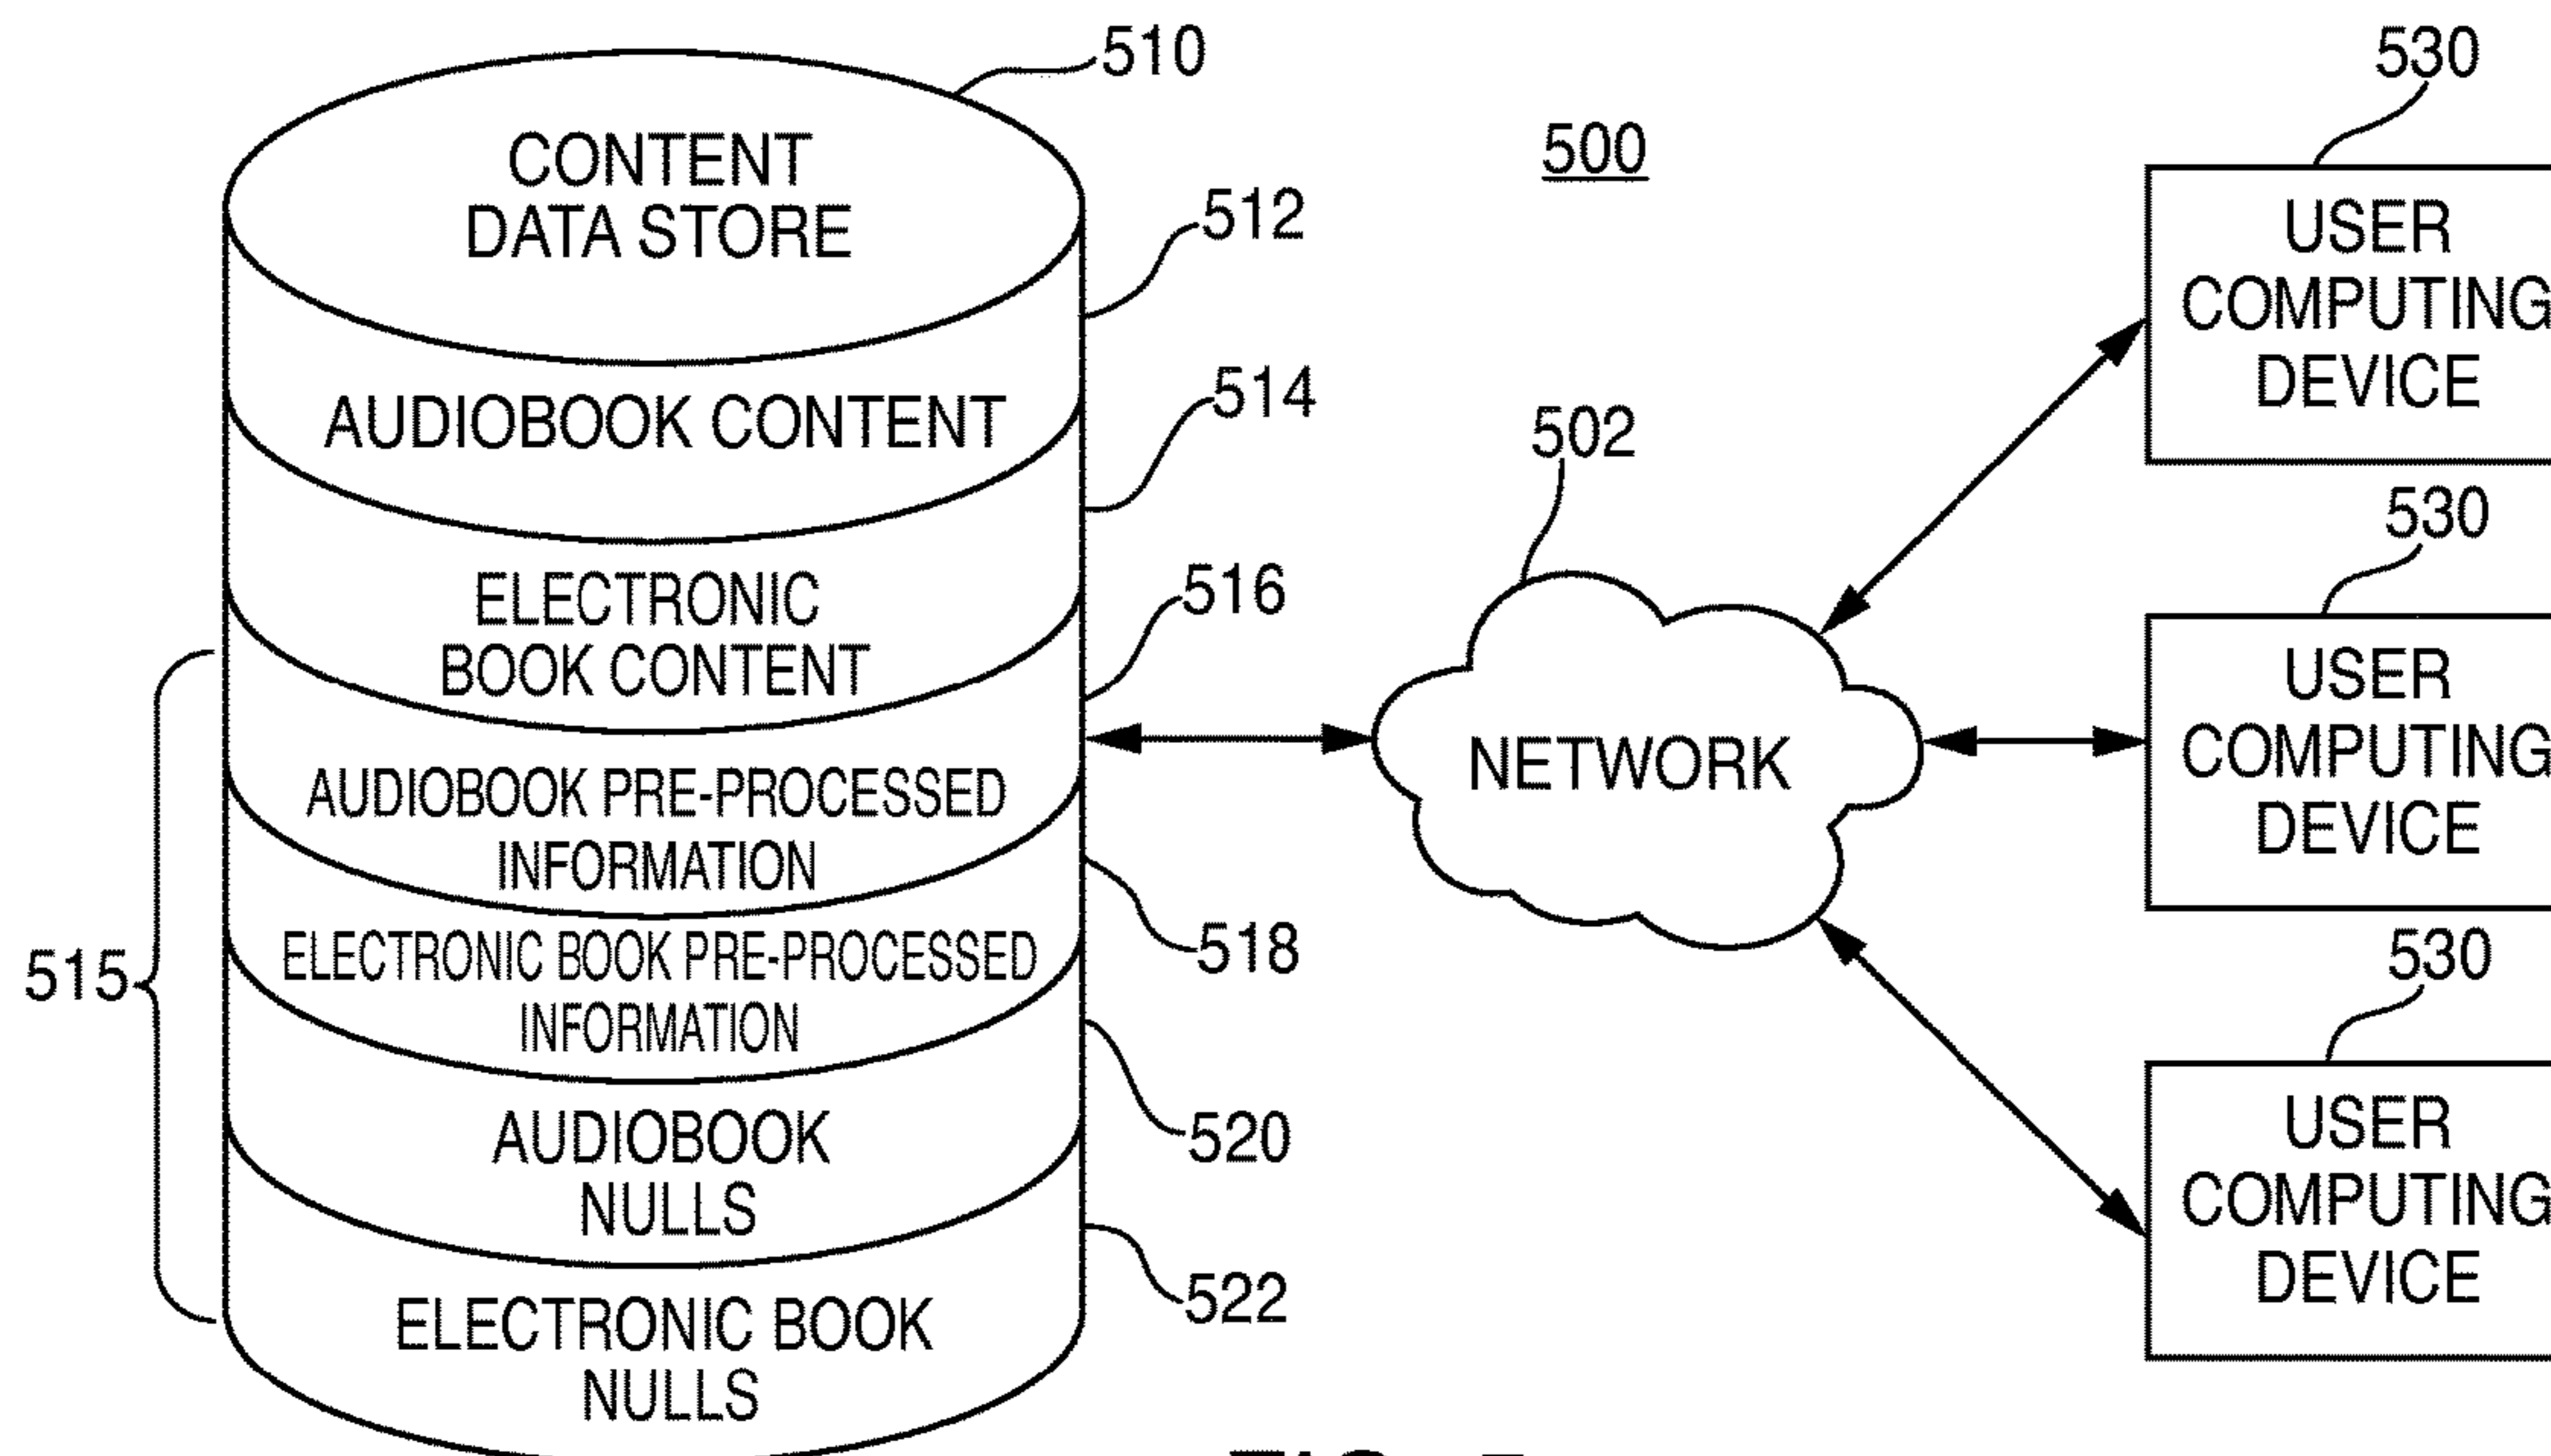 510
CONTENT
DATA STORE
512
AUDIOBOOK CONTENT
514
ELECTRONIC
BOOK CONTENT
516
AUDIOBOOK PRE-PROCESSED
INFORMATION
515
ELECTRONIC BOOK PRE-PROCESSED
INFORMATION
518
AUDIOBOOK
NULLS
520
ELECTRONIC BOOK
NULLS
522
500
502
NETWORK
530
USER
COMPUTING
DEVICE
530
USER
COMPUTING
DEVICE
530
USER
COMPUTING
DEVICE